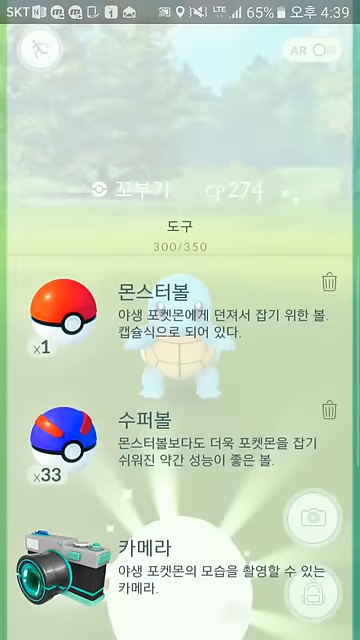 SKT LTE 65% 오후 4:39
AR
꼬부기 CP274
도구
300/350
몬스터볼
야생 포켓몬에게 던져서 잡기 위한 볼.
캡슐식으로 되어 있다.
x1
수퍼볼
몬스터볼보다도 더욱 포켓몬을 잡기
쉬워진 약간 성능이 좋은 볼.
x33
카메라
야생 포켓몬의 모습을 촬영할 수 있는
카메라.